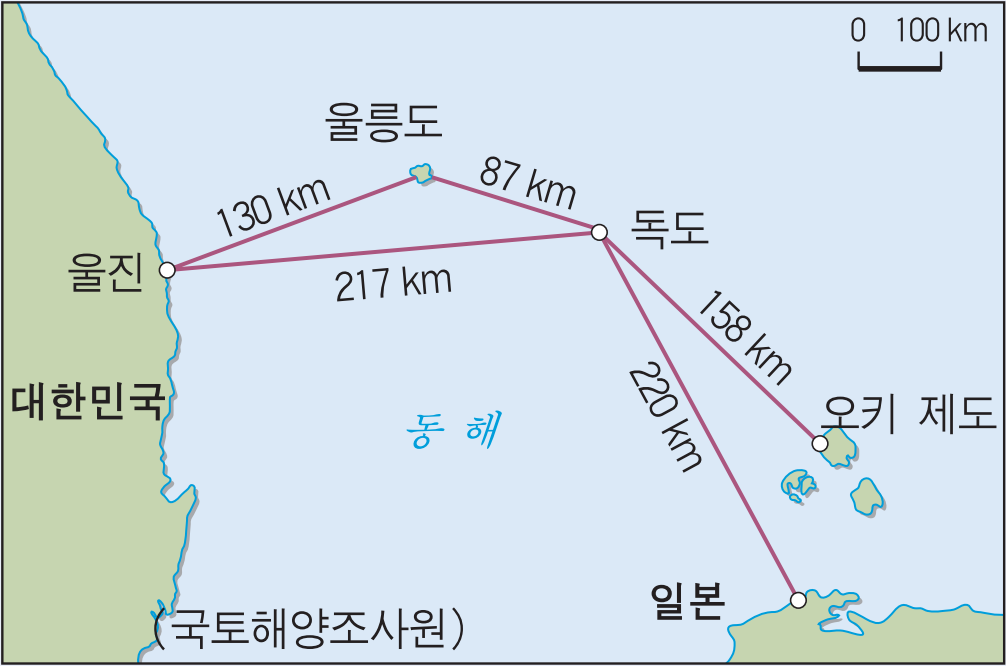 0 100 km
울릉도
130 km
87 km
독도
울진
217 km
158 km
220 km
대한민국
동 해
오키 제도
일본
(국토해양조사원)